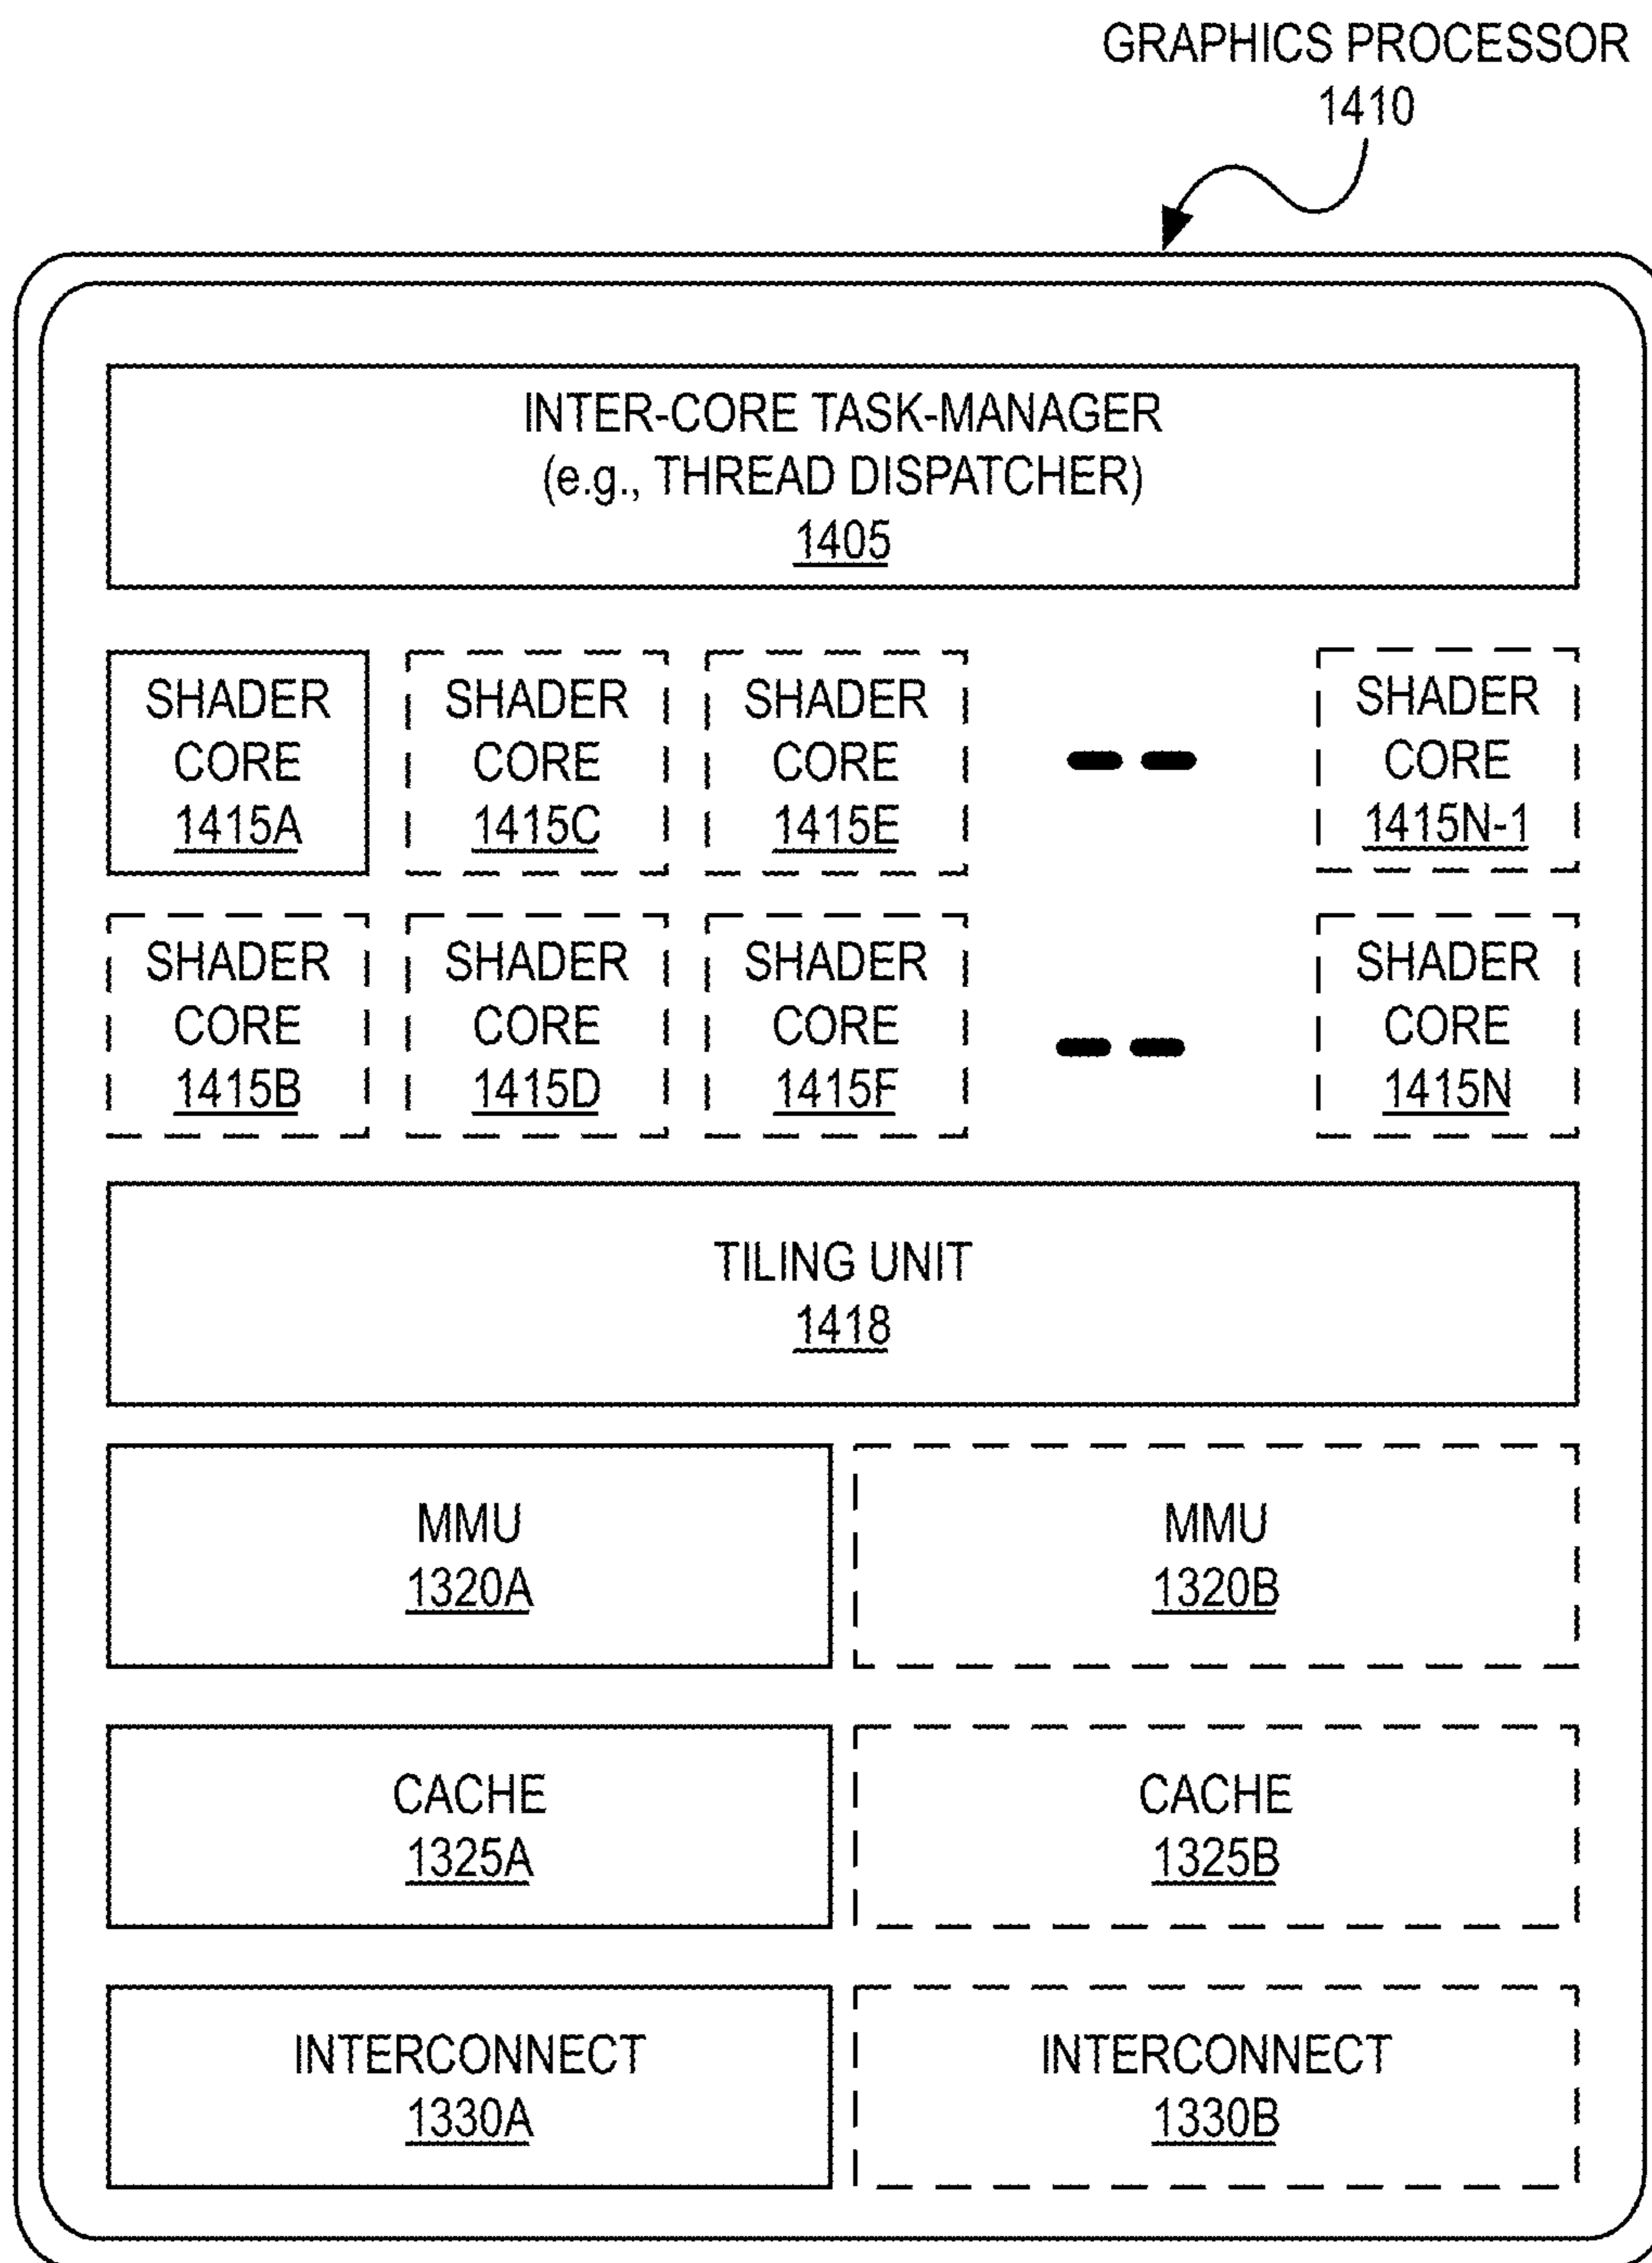 GRAPHICS PROCESSOR
1410
INTER-CORE TASK-MANAGER
(e.g., THREAD DISPATCHER)
1405
SHADER
CORE
1415A
SHADER
CORE
1415C
SHADER
CORE
1415E
SHADER
CORE
1415N-1
SHADER
CORE
1415B
SHADER
CORE
1415D
SHADER
CORE
1415F
SHADER
CORE
1415N
TILING UNIT
1418
MMU
1320A
MMU
1320B
CACHE
1325A
CACHE
1325B
INTERCONNECT
1330A
INTERCONNECT
1330B